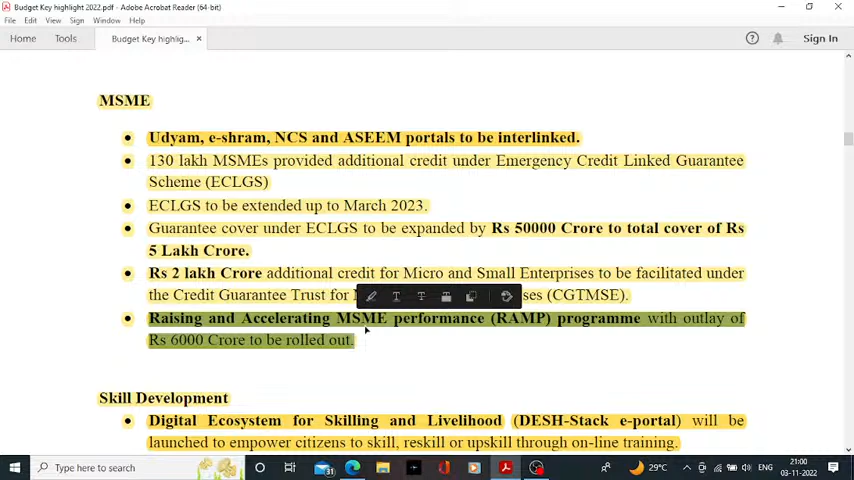 Budget Key highlight 2022.pdf - Adobe Acrobat Reader (64-bit)
File Edit View Sign Window Help
Home Tools Budget Key highlig... × Sign In
MSME
• Udyam, e-shram, NCS and ASEEM portals to be interlinked.
• 130 lakh MSMEs provided additional credit under Emergency Credit Linked Guarantee
Scheme (ECLGS)
• ECLGS to be extended up to March 2023.
• Guarantee cover under ECLGS to be expanded by Rs 50000 Crore to total cover of Rs
5 Lakh Crore.
• Rs 2 lakh Crore additional credit for Micro and Small Enterprises to be facilitated under
the Credit Guarantee Trust for ses (CGTMSE).
• Raising and Accelerating MSME performance (RAMP) programme with outlay of
Rs 6000 Crore to be rolled out.
Skill Development
• Digital Ecosystem for Skilling and Livelihood (DESH-Stack e-portal) will be
launched to empower citizens to skill, reskill or upskill through on-line training.
Type here to search 31 29°C ENG 21:00
03-11-2022